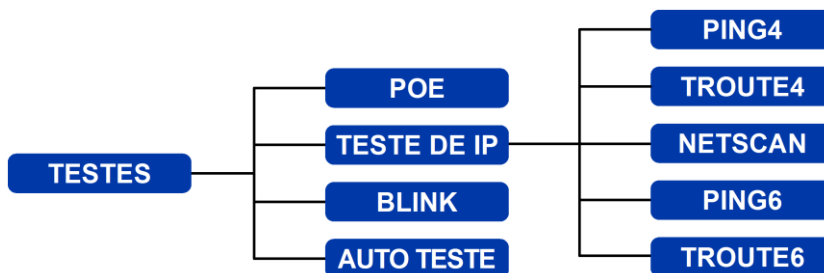 TESTES
POE
TESTE DE IP
BLINK
AUTO TESTE
PING4
TROUTE4
NETSCAN
PING6
TROUTE6